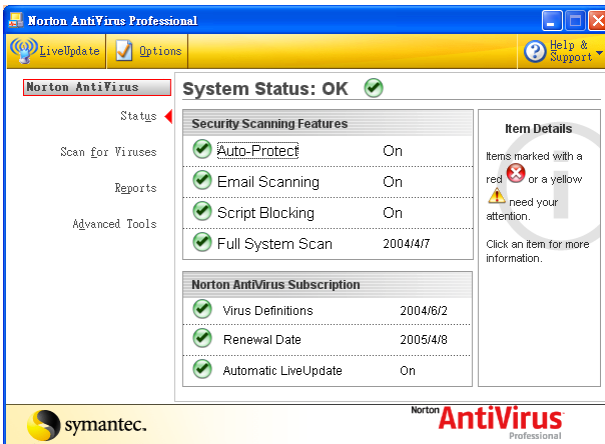 Norton AntiVirus Professional
LiveUpdate Options Help & Support
Norton AntiVirus
Status
Scan for Viruses
Reports
Advanced Tools
System Status: OK
Security Scanning Features
Auto-Protect On
Email Scanning On
Script Blocking On
Full System Scan 2004/4/7
Norton AntiVirus Subscription
Virus Definitions 2004/6/2
Renewal Date 2005/4/8
Automatic LiveUpdate On
Item Details
Items marked with a
red or a yellow
need your
attention.
Click an item for more
information.
symantec.
Norton AntiVirus
Professional